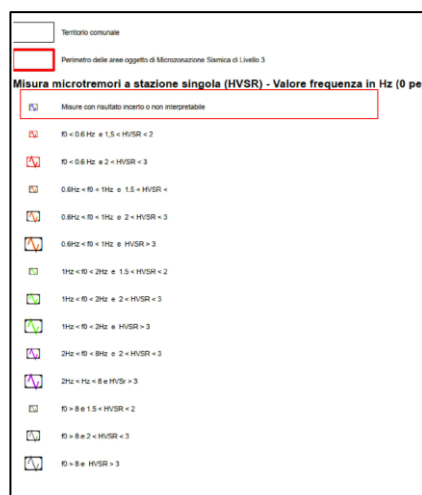 Territorio comunale
Perimetro delle aree oggetto di Microzonazione Sismica di Livello 3
Misura microtremori a stazione singola (HVSR) - Valore frequenza in Hz (0 pe
Misure con risultato incerto o non interpretabile
f0 < 0.6 Hz e 1,5 < HVSR < 2
f0 < 0.6 Hz e 2 < HVSR < 3
0.6Hz < f0 < 1Hz e 1.5 < HVSR <
0.6Hz < f0 < 1Hz e 2 < HVSR < 3
0.6Hz < f0 < 1Hz e HVSR > 3
1Hz < f0 < 2Hz e 1.5 < HVSR < 2
1Hz < f0 < 2Hz e 2 < HVSR < 3
1Hz < f0 < 2Hz e HVSR > 3
2Hz < f0 < 8Hz e 2 < HVSR < 3
2Hz < Hz < 8 e HVSr > 3
f0 > 8 e 1.5 < HVSR < 2
f0 > 8 e 2 < HVSR < 3
f0 > 8 e HVSR > 3